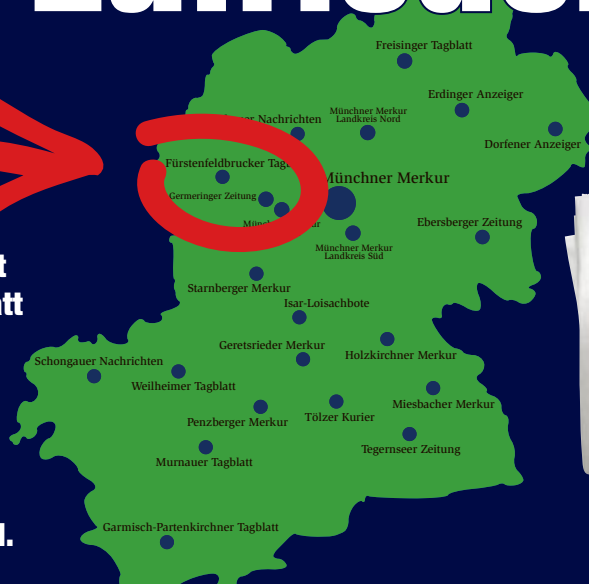 Freisinger Tagblatt
Erdinger Anzeiger
Münchner Merkur
Landkreis Nord
Nachrichten
Dorfener Anzeiger
Fürstenfeldbrucker
Münchner Merkur
Germeringer Zeitung
Ebersberger Zeitung
Münchner Merkur
Landkreis Süd
Starnberger Merkur
Isar-Loisachbote
Geretsrieder Merkur
Holzkirchner Merkur
Schongauer Nachrichten
Weilheimer Tagblatt
Miesbacher Merkur
Penzberger Merkur
Tölzer Kurier
Tegernseer Zeitung
Murnauer Tagblatt
Garmisch-Partenkirchner Tagblatt